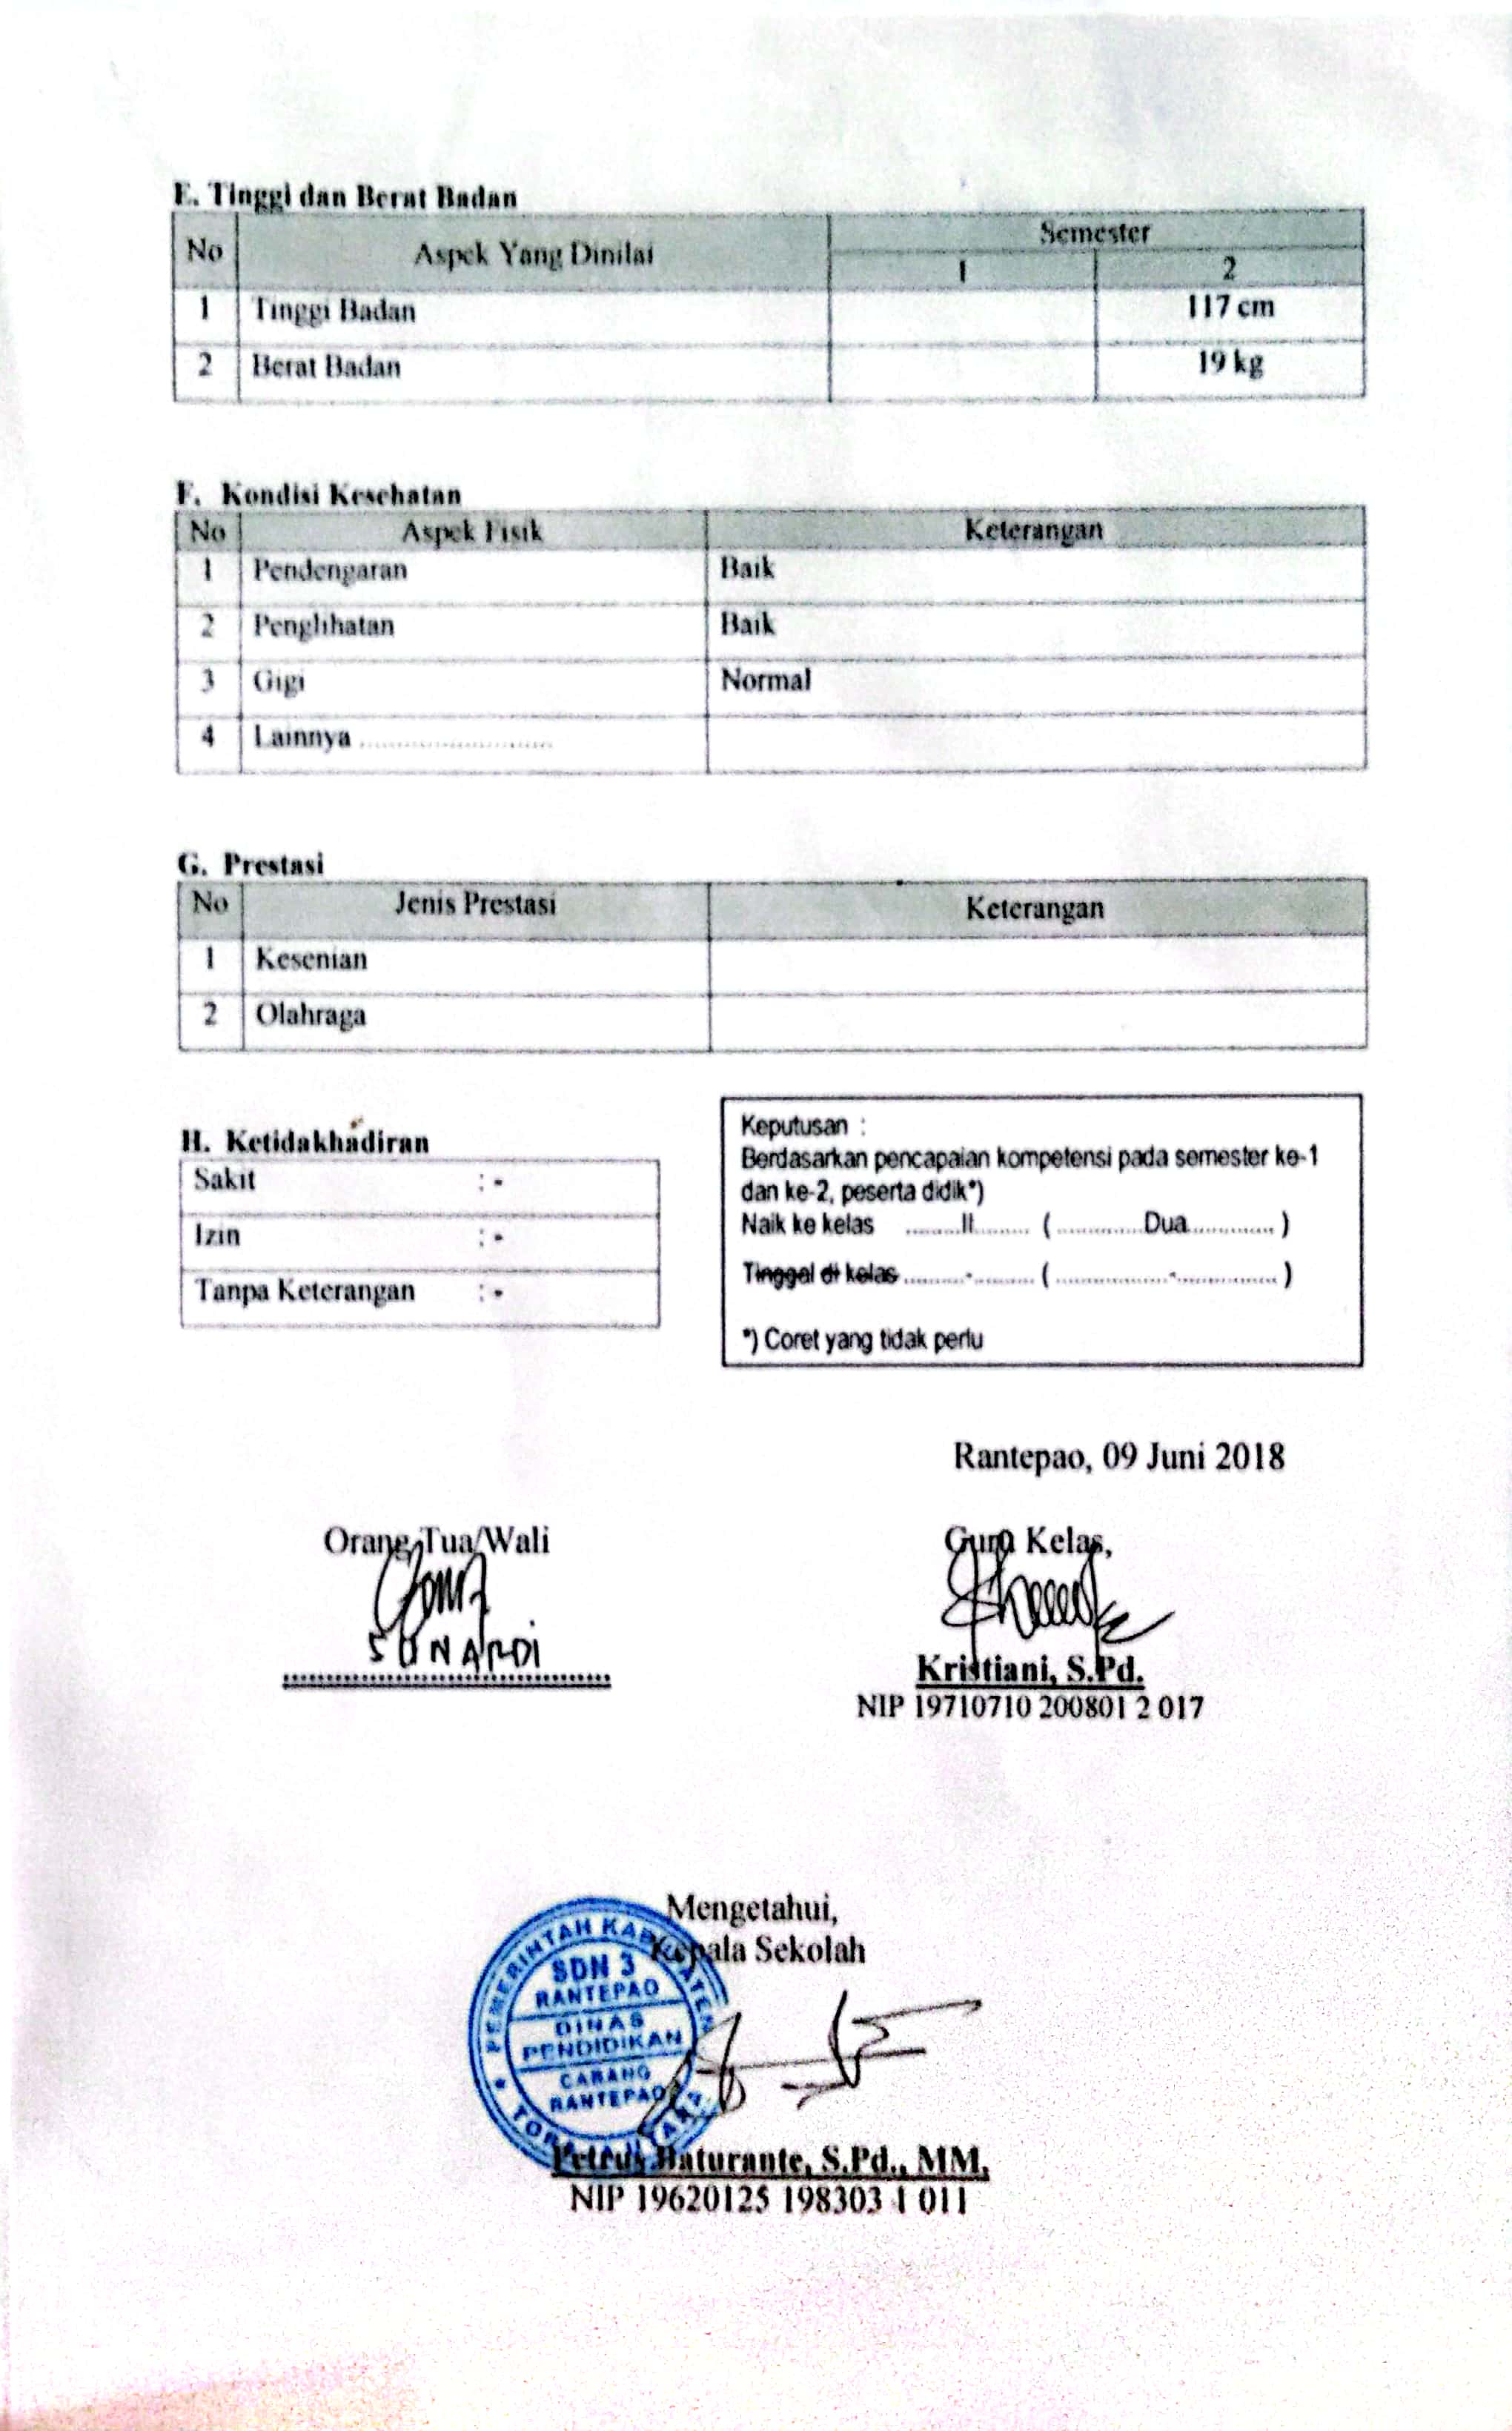 E. Tinggi dan Berat Badan
No Aspek Yang Dinilai Semester
1 2
1 Tinggi Badan 117 cm
2 Berat Badan 19 kg
F. Kondisi Kesehatan
No Aspek Fisik Keterangan
1 Pendengaran Baik
2 Penglihatan Baik
3 Gigi Normal
4 Lainnya ..........................
G. Prestasi
No Jenis Prestasi Keterangan
1 Kesenian
2 Olahraga
H. Ketidakhadiran
Sakit : -
Izin : -
Tanpa Keterangan : -
Keputusan :
Berdasarkan pencapaian kompetensi pada semester ke-1
dan ke-2, peserta didik*)
Naik ke kelas .........II......... (.............Dua.............)
Tinggal di kelas..........-......... (..................-................)
*) Coret yang tidak perlu
Rantepao, 09 Juni 2018
Orang Tua/Wali
SUNARDI
Guru Kelas,
Kristiani, S.Pd.
NIP 19710710 200801 2 017
Mengetahui,
Kepala Sekolah
PEMERINTAH KABUPATEN
SDN 3
RANTEPAO
DINAS
PENDIDIKAN
CABANG
RANTEPAO
TORAJA UTARA
Petrus Baturante, S.Pd., MM.
NIP 19620125 198303 1 011